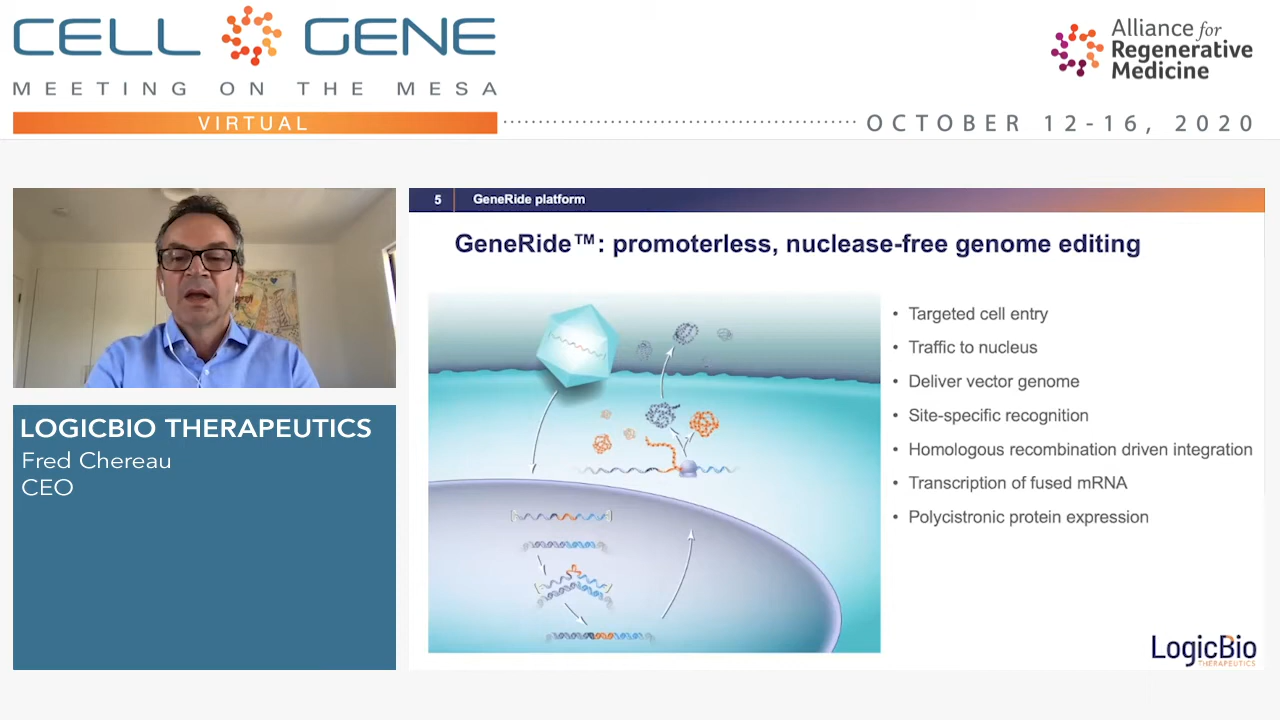 CELL GENE
MEETING ON THE MESA
VIRTUAL
Alliance for
Regenerative
Medicine
OCTOBER 12-16, 2020
5 GeneRide platform
GeneRide™: promoterless, nuclease-free genome editing
• Targeted cell entry
• Traffic to nucleus
• Deliver vector genome
• Site-specific recognition
• Homologous recombination driven integration
• Transcription of fused mRNA
• Polycistronic protein expression
LOGICBIO THERAPEUTICS
Fred Chereau
CEO
LogicBio
THERAPEUTICS